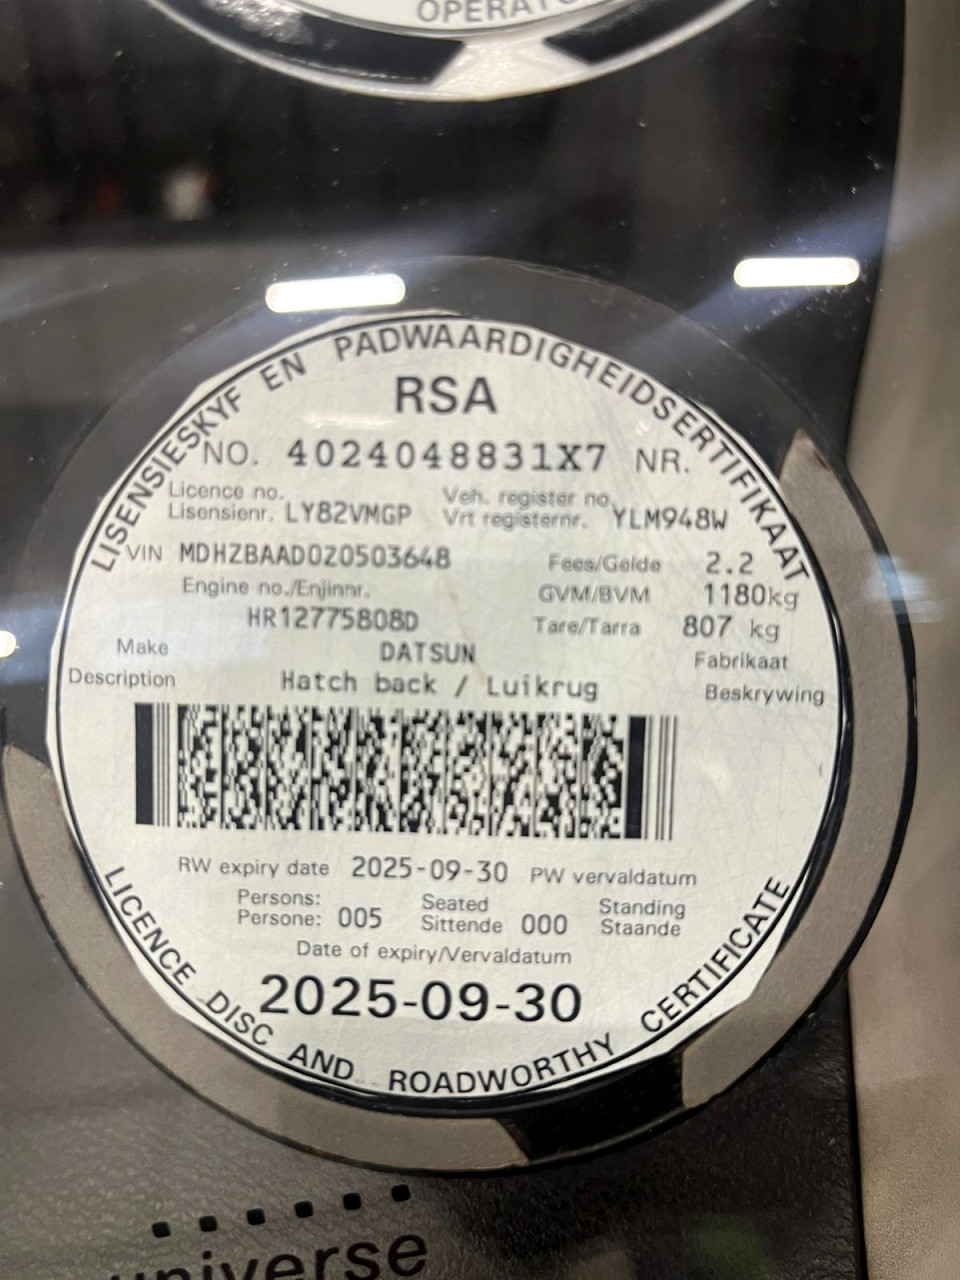 OPERATO
LISENSIESKYF EN PADWAARDIGHEIDSERTIFIKAAT
RSA
NO. 4024048831X7 NR.
Licence no. Veh. register no.
Lisensienr. LY82VMGP Vrt registernr. YLM948W
VIN MDHZBAAD0Z0503648 Fees/Gelde 2.2
Engine no./Enjinnr. GVM/BVM 1180kg
HR12775808D Tare/Tarra 807 kg
Make DATSUN Fabrikaat
Description Hatch back / Luikrug Beskrywing
RW expiry date 2025-09-30 PW vervaldatum
Persons: Seated Standing
Persone: 005 Sittende 000 Staande
Date of expiry/Vervaldatum
2025-09-30
LICENCE DISC AND ROADWORTHY CERTIFICATE
universe